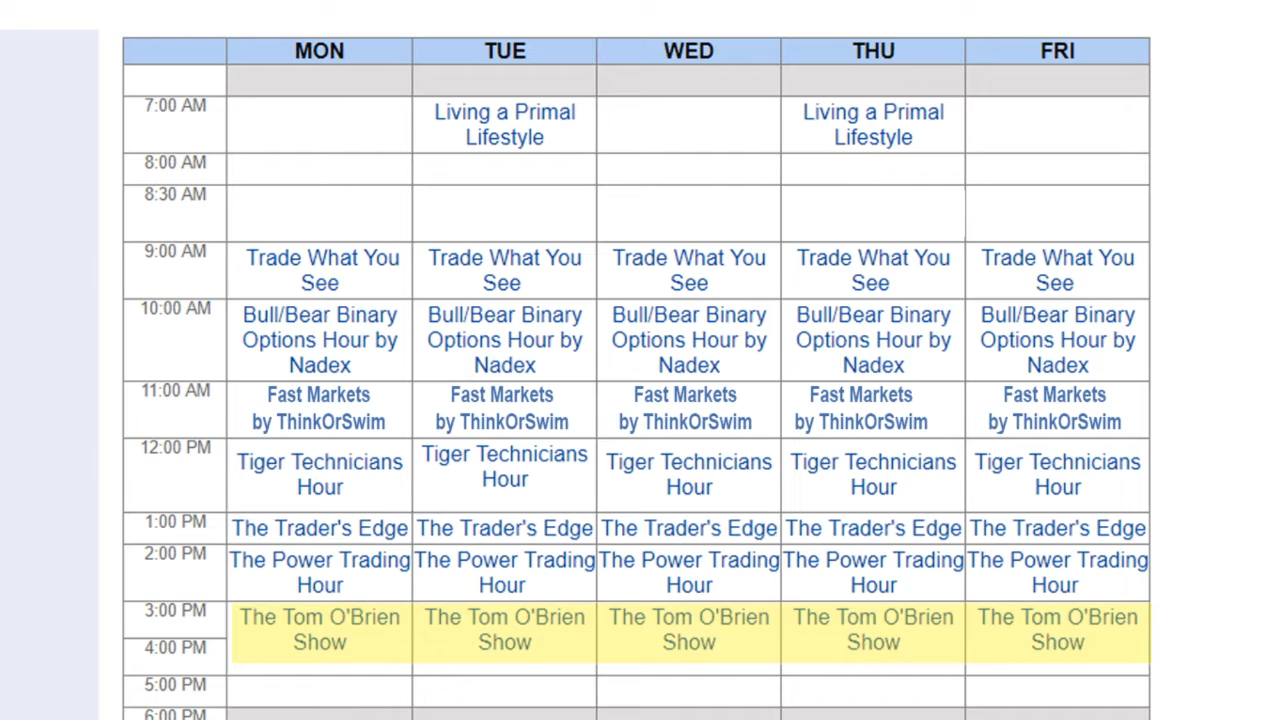 MON TUE WED THU FRI
7:00 AM
Living a Primal Lifestyle
Living a Primal Lifestyle
8:00 AM
8:30 AM
9:00 AM
Trade What You See
Trade What You See
Trade What You See
Trade What You See
Trade What You See
10:00 AM
Bull/Bear Binary Options Hour by Nadex
Bull/Bear Binary Options Hour by Nadex
Bull/Bear Binary Options Hour by Nadex
Bull/Bear Binary Options Hour by Nadex
Bull/Bear Binary Options Hour by Nadex
11:00 AM
Fast Markets by ThinkOrSwim
Fast Markets by ThinkOrSwim
Fast Markets by ThinkOrSwim
Fast Markets by ThinkOrSwim
Fast Markets by ThinkOrSwim
12:00 PM
Tiger Technicians Hour
Tiger Technicians Hour
Tiger Technicians Hour
Tiger Technicians Hour
Tiger Technicians Hour
1:00 PM
The Trader's Edge
The Trader's Edge
The Trader's Edge
The Trader's Edge
The Trader's Edge
2:00 PM
The Power Trading Hour
The Power Trading Hour
The Power Trading Hour
The Power Trading Hour
The Power Trading Hour
3:00 PM
The Tom O'Brien Show
The Tom O'Brien Show
The Tom O'Brien Show
The Tom O'Brien Show
The Tom O'Brien Show
4:00 PM
5:00 PM
6:00 PM